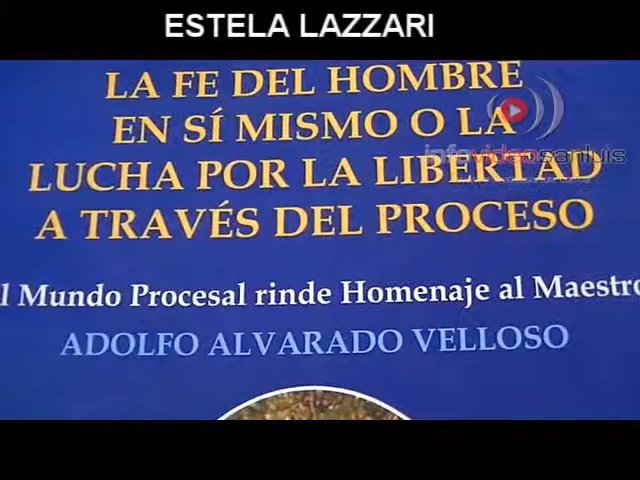 ESTELA LAZZARI
LA FE DEL HOMBRE
EN SÍ MISMO O LA
infovideosanluis
LUCHA POR LA LIBERTAD
A TRAVÉS DEL PROCESO
l Mundo Procesal rinde Homenaje al Maestro
ADOLFO ALVARADO VELLOSO